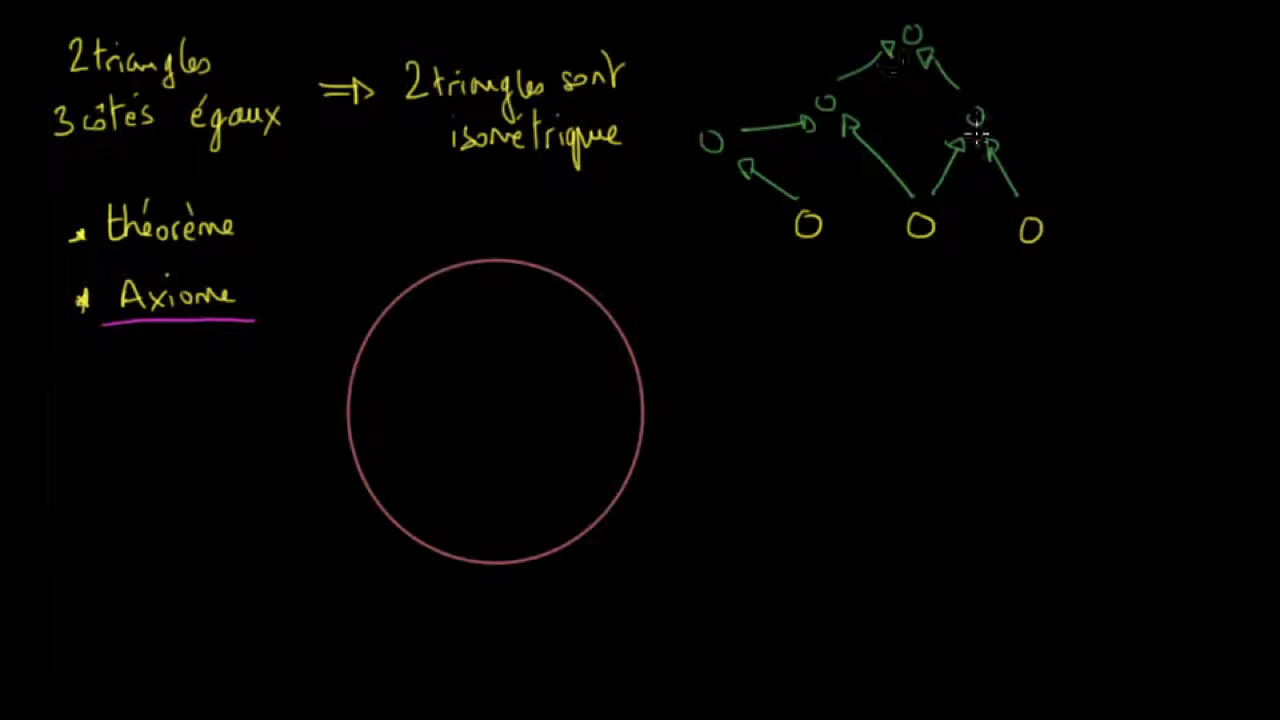 2 triangles
3 côtés égaux
⇒
2 triangles sont
isométrique
* théorème
* Axiome